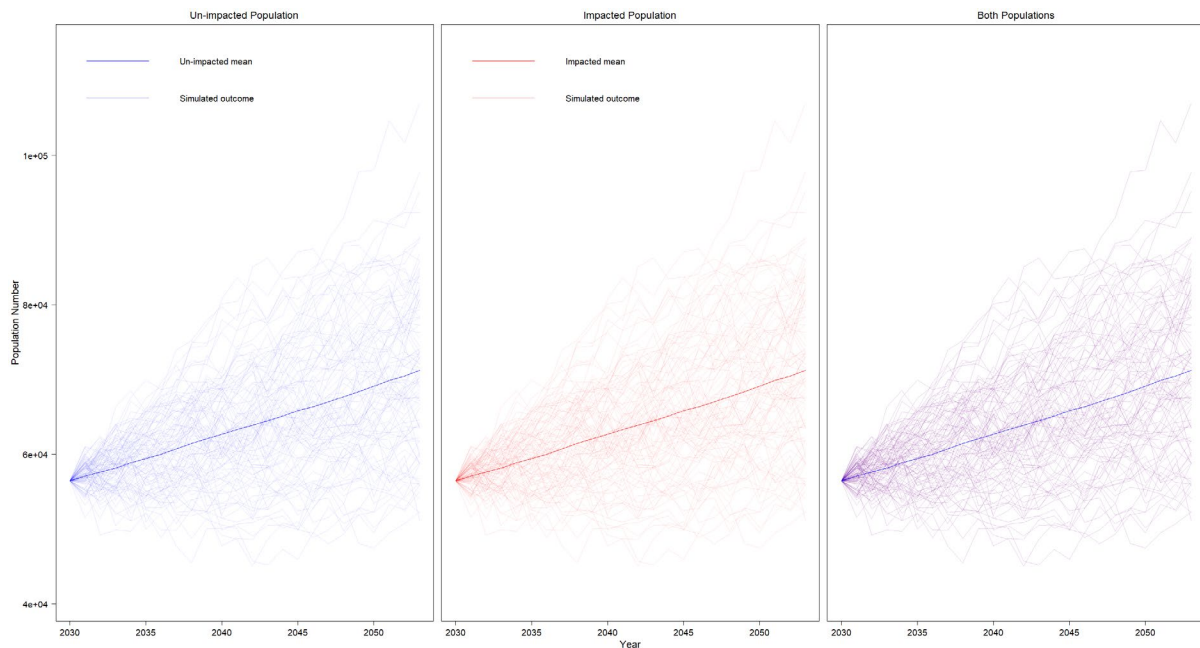 Un-impacted Population
Impacted Population
Both Populations
Un-impacted mean
Simulated outcome
Impacted mean
Simulated outcome
Population Number
1e+05
8e+04
6e+04
4e+04
2030 2035 2040 2045 2050
2030 2035 2040 2045 2050
2030 2035 2040 2045 2050
Year